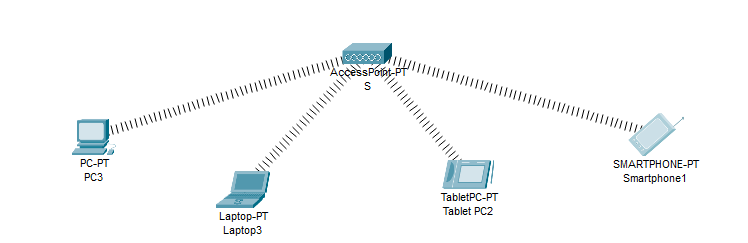 AccessPoint-PT
S
PC-PT
PC3
Laptop-PT
Laptop3
TabletPC-PT
Tablet PC2
SMARTPHONE-PT
Smartphone1